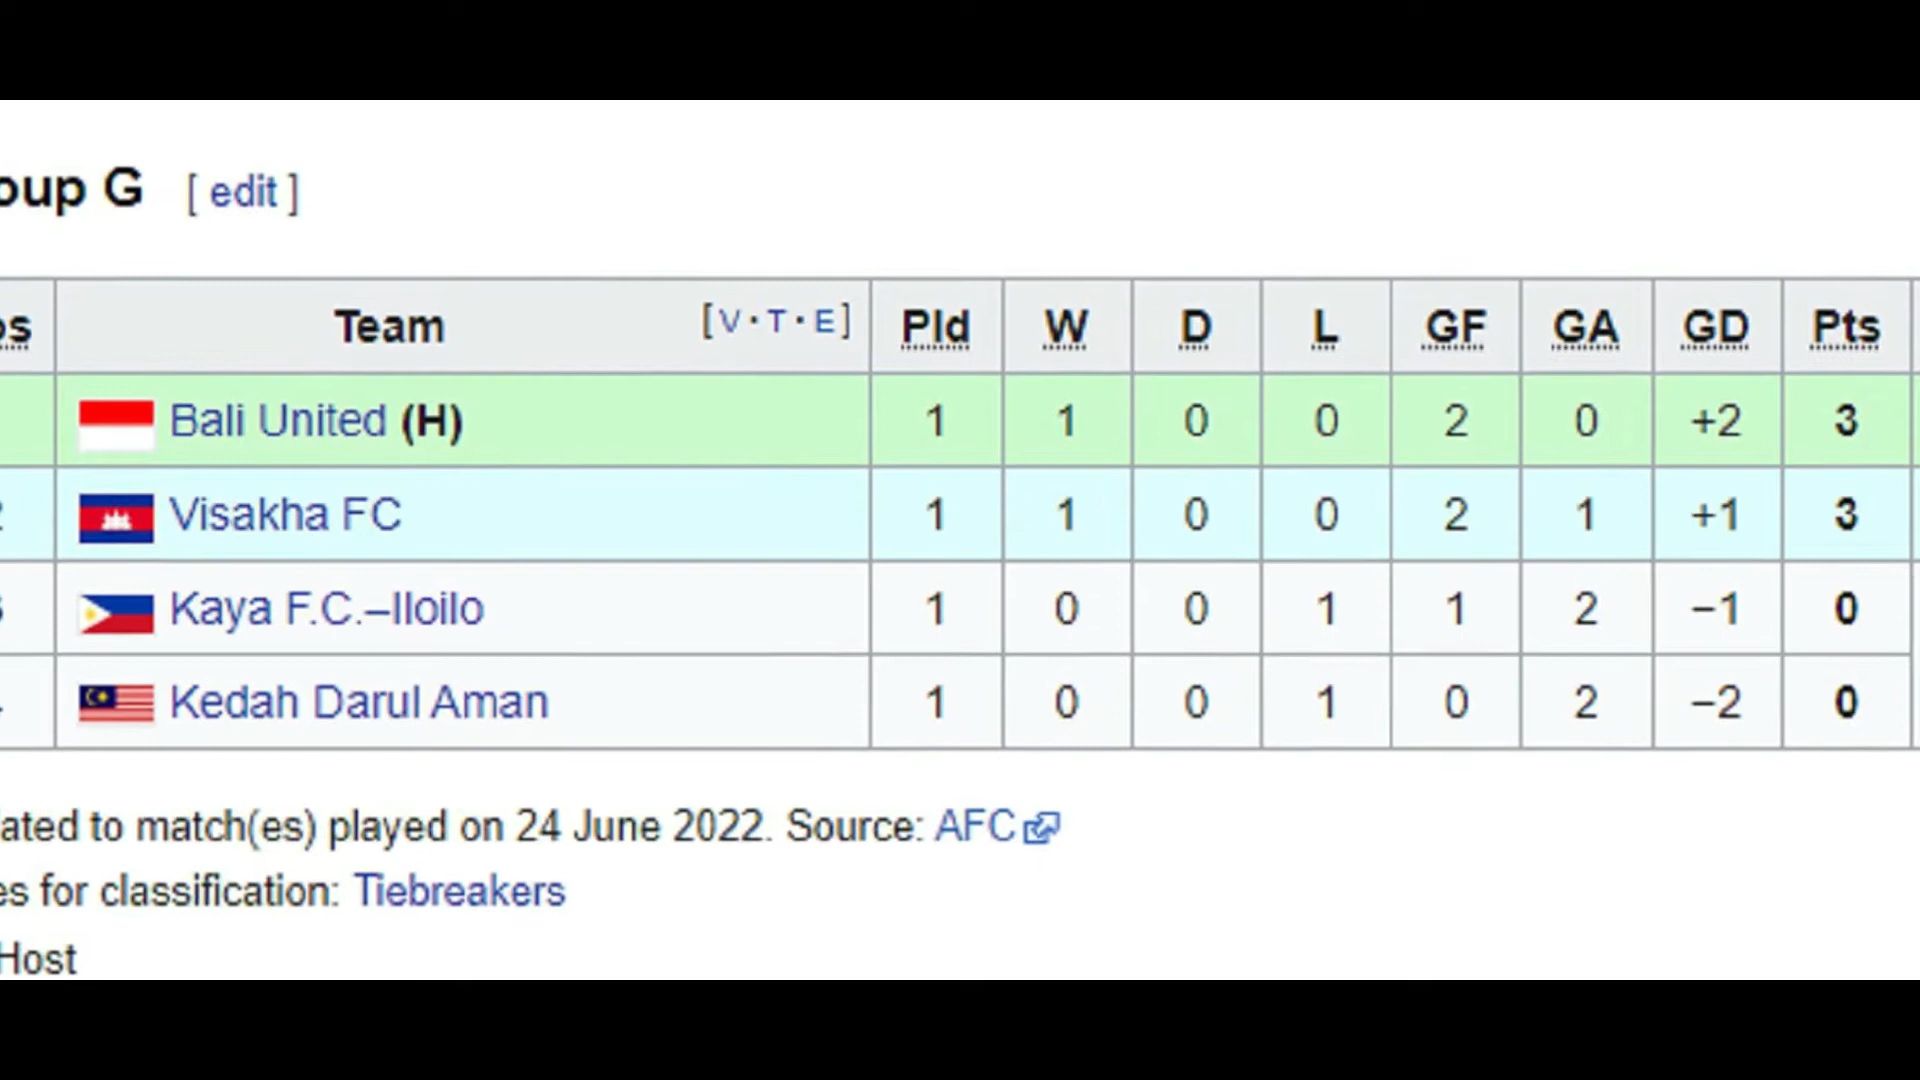 oup G [ edit ]
os Team [V·T·E] Pld W D L GF GA GD Pts
Bali United (H) 1 1 0 0 2 0 +2 3
2 Visakha FC 1 1 0 0 2 1 +1 3
3 Kaya F.C.–Iloilo 1 0 0 1 1 2 −1 0
Kedah Darul Aman 1 0 0 1 0 2 −2 0
ated to match(es) played on 24 June 2022. Source: AFC
es for classification: Tiebreakers
Host